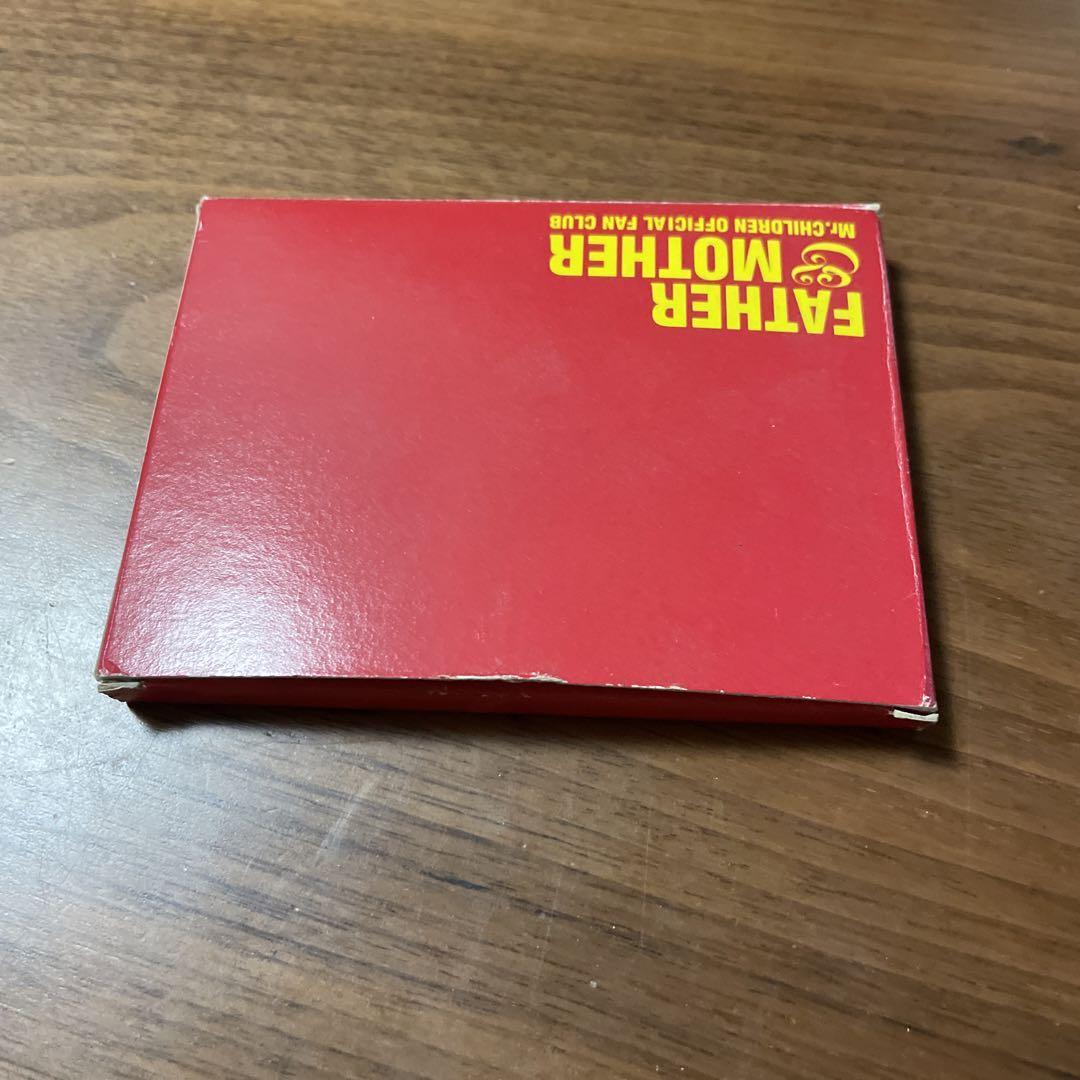 FATHER
& MOTHER
Mr.CHILDREN OFFICIAL FAN CLUB